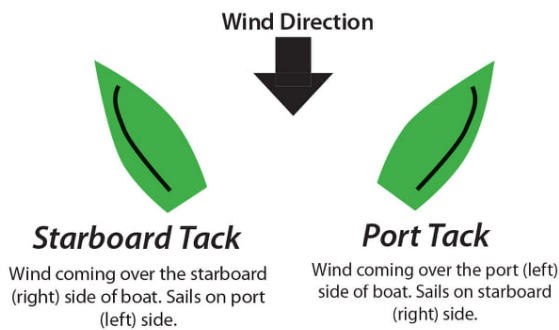 Wind Direction
Starboard Tack
Wind coming over the starboard
(right) side of boat. Sails on port
(left) side.
Port Tack
Wind coming over the port (left)
side of boat. Sails on starboard
(right) side.